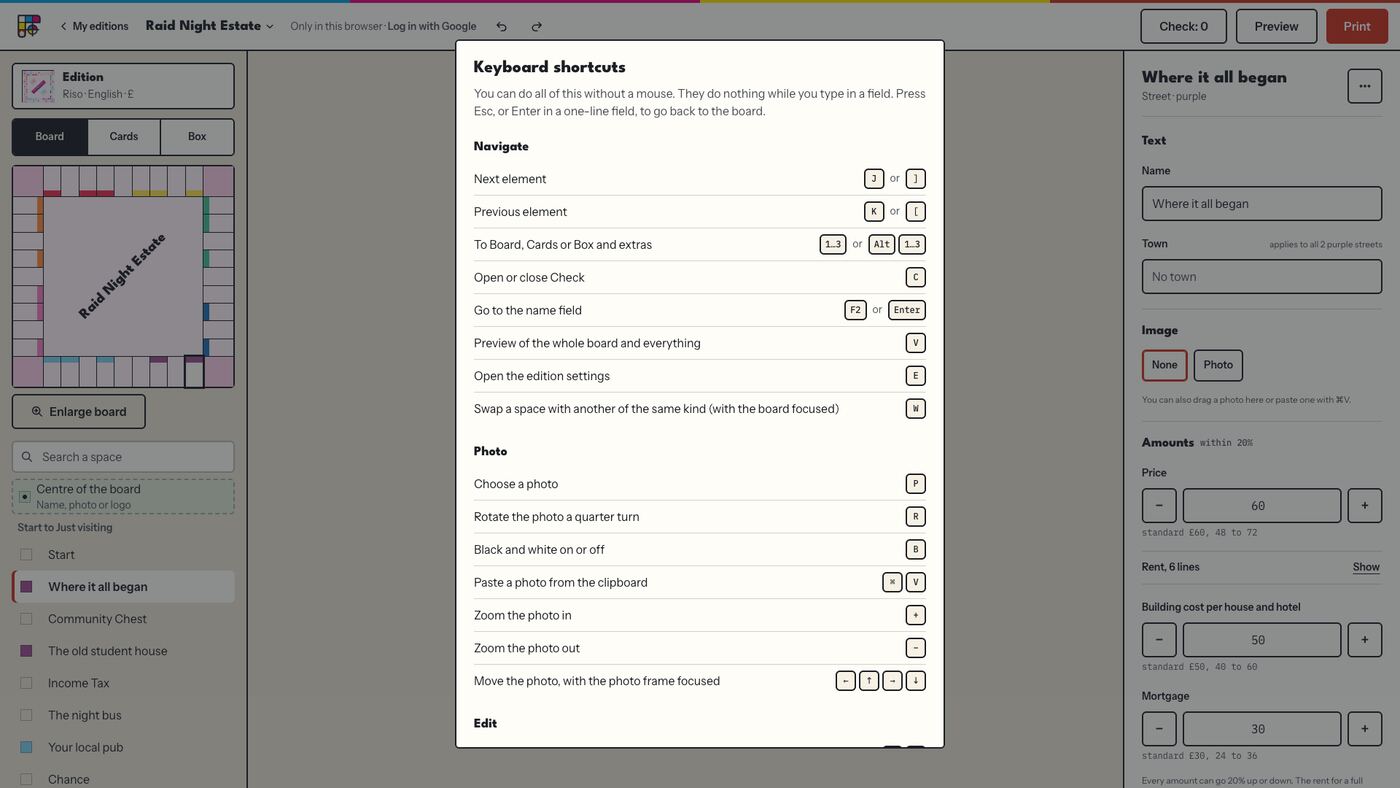 My editions
Raid Night Estate
Only in this browser · Log in with Google
Check: 0
Preview
Print
Edition
Riso · English · £
Board
Cards
Box
Raid Night Estate
Enlarge board
Search a space
Centre of the board
Name, photo or logo
Start to Just visiting
Start
Where it all began
Community Chest
The old student house
Income Tax
The night bus
Your local pub
Chance
Keyboard shortcuts
You can do all of this without a mouse. They do nothing while you type in a field. Press
Esc, or Enter in a one-line field, to go back to the board.
Navigate
Next element J or ]
Previous element K or [
To Board, Cards or Box and extras 1…3 or Alt 1…3
Open or close Check C
Go to the name field F2 or Enter
Preview of the whole board and everything V
Open the edition settings E
Swap a space with another of the same kind (with the board focused) W
Photo
Choose a photo P
Rotate the photo a quarter turn R
Black and white on or off B
Paste a photo from the clipboard ⌘ V
Zoom the photo in +
Zoom the photo out −
Move the photo, with the photo frame focused ← ↑ → ↓
Edit
Where it all began
Street · purple
Text
Name
Where it all began
Town applies to all 2 purple streets
No town
Image
None
Photo
You can also drag a photo here or paste one with ⌘V.
Amounts within 20%
Price
− 60 +
standard £60, 48 to 72
Rent, 6 lines Show
Building cost per house and hotel
− 50 +
standard £50, 40 to 60
Mortgage
− 30 +
standard £30, 24 to 36
Every amount can go 20% up or down. The rent for a full